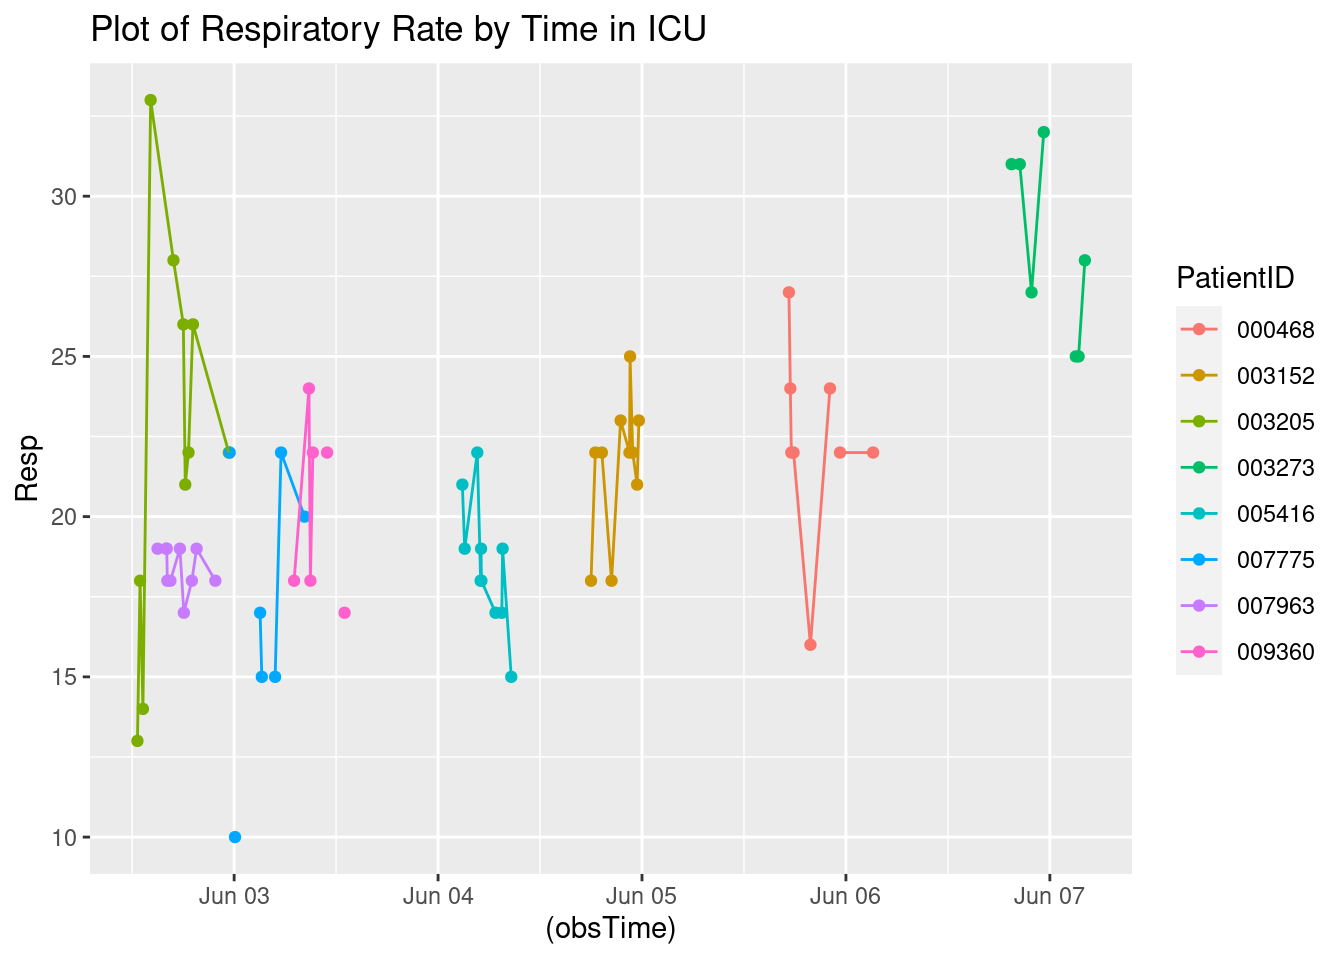 Plot of Respiratory Rate by Time in ICU
Resp
30
25
20
15
10
Jun 03 Jun 04 Jun 05 Jun 06 Jun 07
(obsTime)
PatientID
000468
003152
003205
003273
005416
007775
007963
009360